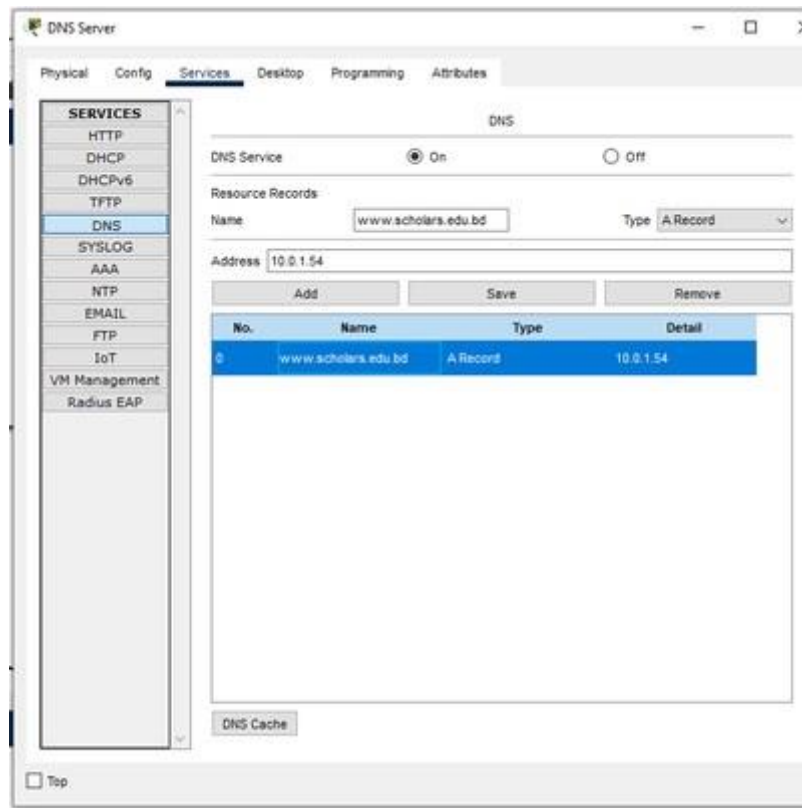 DNS Server
Physical Config Services Desktop Programming Attributes
SERVICES
HTTP
DHCP
DHCPv6
TFTP
DNS
SYSLOG
AAA
NTP
EMAIL
FTP
IoT
VM Management
Radius EAP
DNS
DNS Service On Off
Resource Records
Name www.scholars.edu.bd Type A Record
Address 10.0.1.54
Add Save Remove
No. Name Type Detail
0 www.scholars.edu.bd A Record 10.0.1.54
DNS Cache
Top